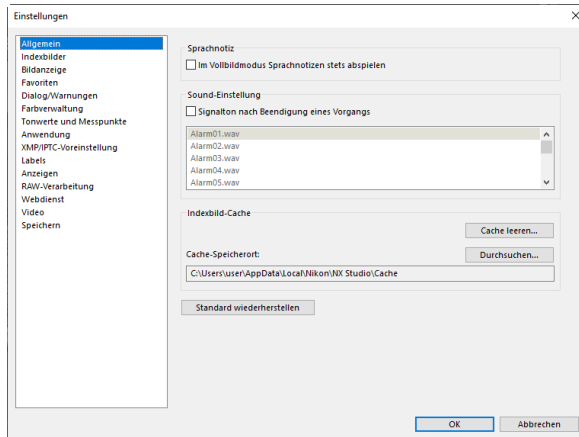 Einstellungen
Allgemein
Indexbilder
Bildanzeige
Favoriten
Dialog/Warnungen
Farbverwaltung
Tonwerte und Messpunkte
Anwendung
XMP/IPTC-Voreinstellung
Labels
Anzeigen
RAW-Verarbeitung
Webdienst
Video
Speichern
Sprachnotiz
Im Vollbildmodus Sprachnotizen stets abspielen
Sound-Einstellung
Signalton nach Beendigung eines Vorgangs
Alarm01.wav
Alarm02.wav
Alarm03.wav
Alarm04.wav
Alarm05.wav
Indexbild-Cache
Cache leeren...
Cache-Speicherort:
Durchsuchen...
C:\Users\user\AppData\Local\Nikon\NX Studio\Cache
Standard wiederherstellen
OK
Abbrechen